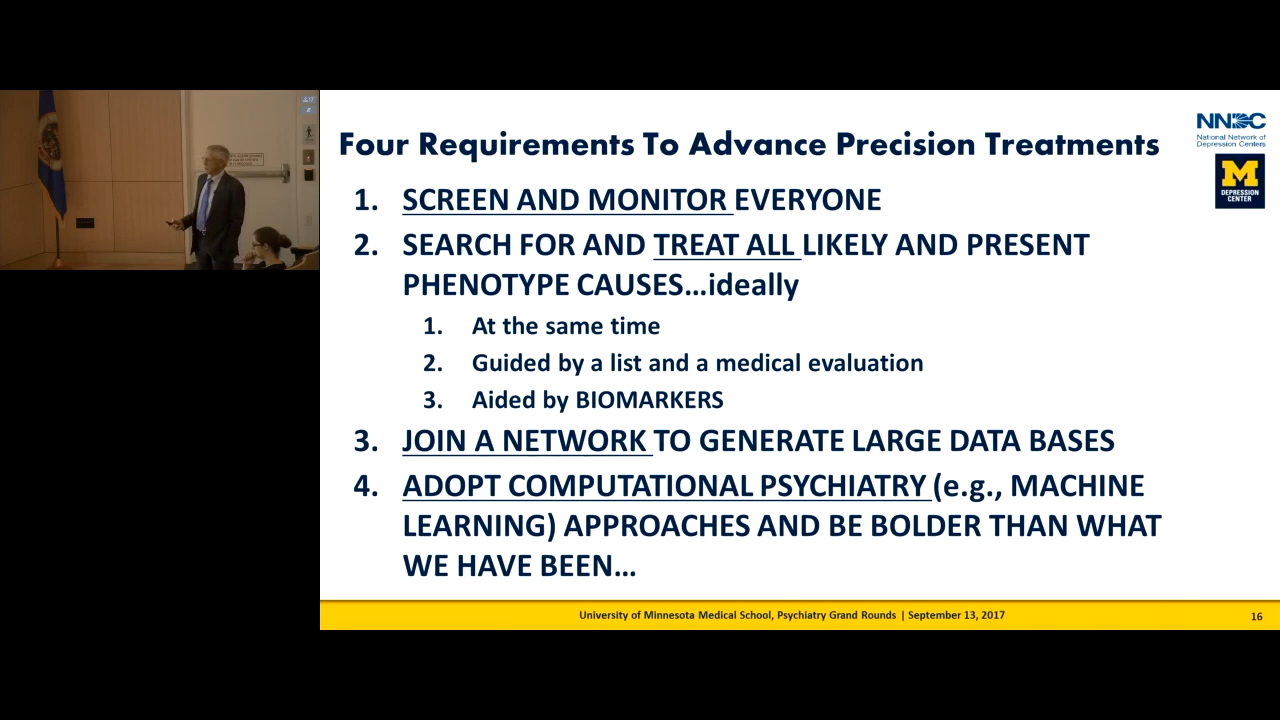 Four Requirements To Advance Precision Treatments
NNDC
National Network of
Depression Centers
M
DEPRESSION
CENTER
1. SCREEN AND MONITOR EVERYONE
2. SEARCH FOR AND TREAT ALL LIKELY AND PRESENT
PHENOTYPE CAUSES…ideally
1. At the same time
2. Guided by a list and a medical evaluation
3. Aided by BIOMARKERS
3. JOIN A NETWORK TO GENERATE LARGE DATA BASES
4. ADOPT COMPUTATIONAL PSYCHIATRY (e.g., MACHINE
LEARNING) APPROACHES AND BE BOLDER THAN WHAT
WE HAVE BEEN…
University of Minnesota Medical School, Psychiatry Grand Rounds | September 13, 2017
16